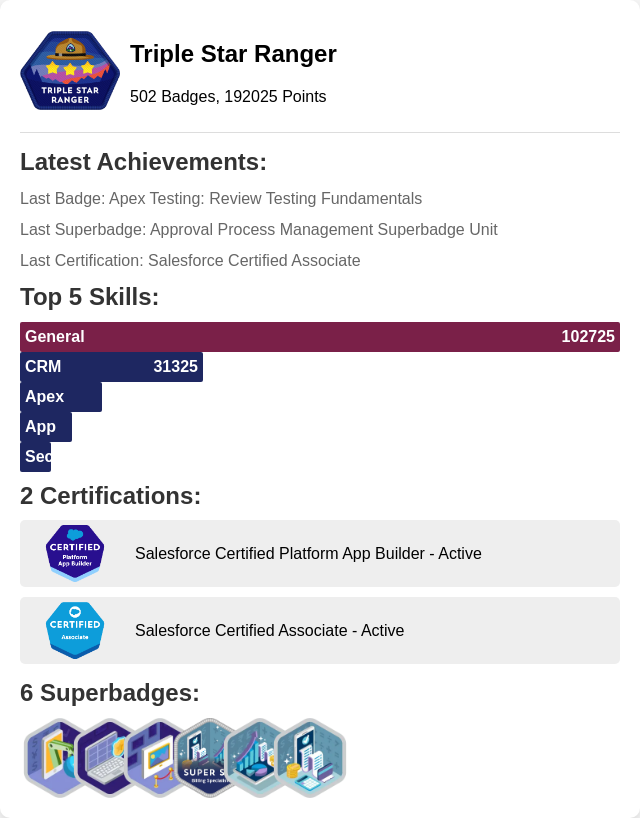 TRIPLE STAR
RANGER
Triple Star Ranger
502 Badges, 192025 Points
Latest Achievements:
Last Badge: Apex Testing: Review Testing Fundamentals
Last Superbadge: Approval Process Management Superbadge Unit
Last Certification: Salesforce Certified Associate
Top 5 Skills:
General 102725
CRM 31325
Apex
App
2 Certifications:
CERTIFIED
Platform
App Builder
Salesforce Certified Platform App Builder - Active
CERTIFIED
Associate
Salesforce Certified Associate - Active
6 Superbadges:
SUPER